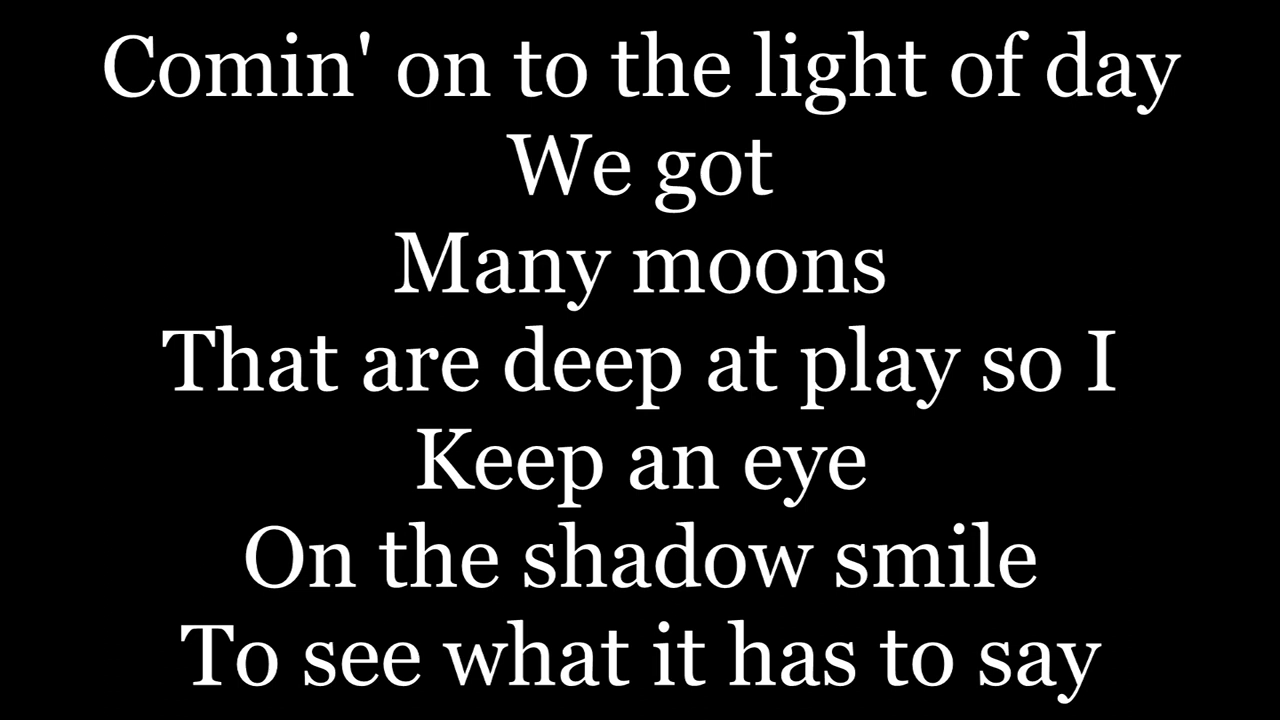 Comin' on to the light of day
We got
Many moons
That are deep at play so I
Keep an eye
On the shadow smile
To see what it has to say